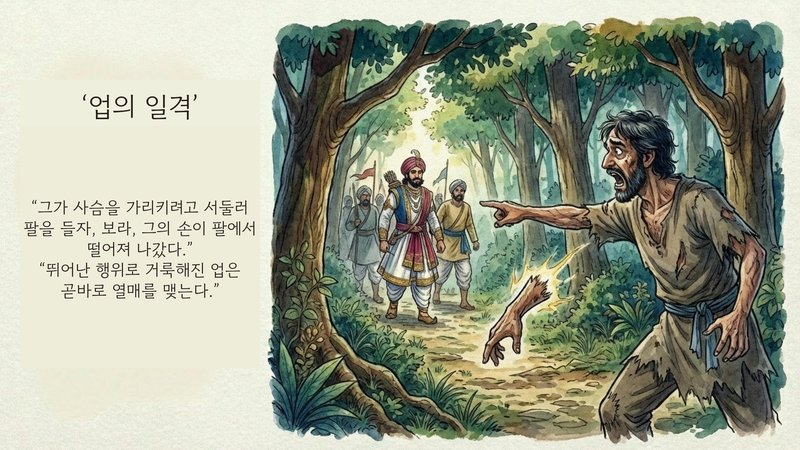 ‘업의 일격’
“그가 사슴을 가리키려고 서둘러
팔을 들자, 보라, 그의 손이 팔에서
떨어져 나갔다.”
“뛰어난 행위로 거룩해진 업은
곧바로 열매를 맺는다.”